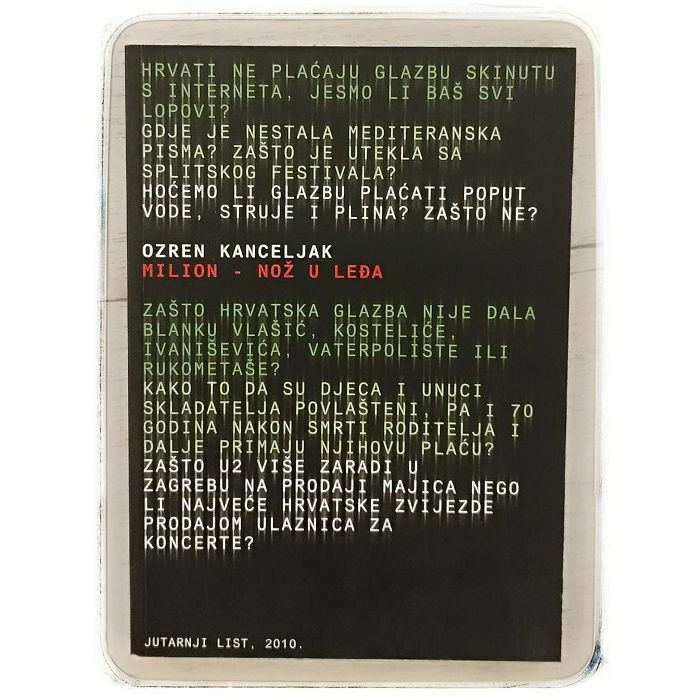 HRVATI NE PLAĆAJU GLAZBU SKINUTU
S INTERNETA, JESMO LI BAŠ SVI
LOPOVI?
GDJE JE NESTALA MEDITERANSKA
PISMA? ZAŠTO JE UTEKLA SA
SPLITSKOG FESTIVALA?
HOĆEMO LI GLAZBU PLAĆATI POPUT
VODE, STRUJE I PLINA? ZAŠTO NE?
OZREN KANCELJAK
MILION - NOŽ U LEĐA
ZAŠTO HRVATSKA GLAZBA NIJE DALA
BLANKU VLAŠIĆ, KOSTELIĆE,
IVANIŠEVIĆA, VATERPOLISTE ILI
RUKOMETAŠE?
KAKO TO DA SU DJECA I UNUCI
SKLADATELJA POVLAŠTENI, PA I 70
GODINA NAKON SMRTI RODITELJA I
DALJE PRIMAJU NJIHOVU PLAĆU?
ZAŠTO U2 VIŠE ZARADI U
ZAGREBU NA PRODAJI MAJICA NEGO
LI NAJVEĆE HRVATSKE ZVIJEZDE
PRODAJOM ULAZNICA ZA
KONCERTE?
JUTARNJI LIST, 2010.